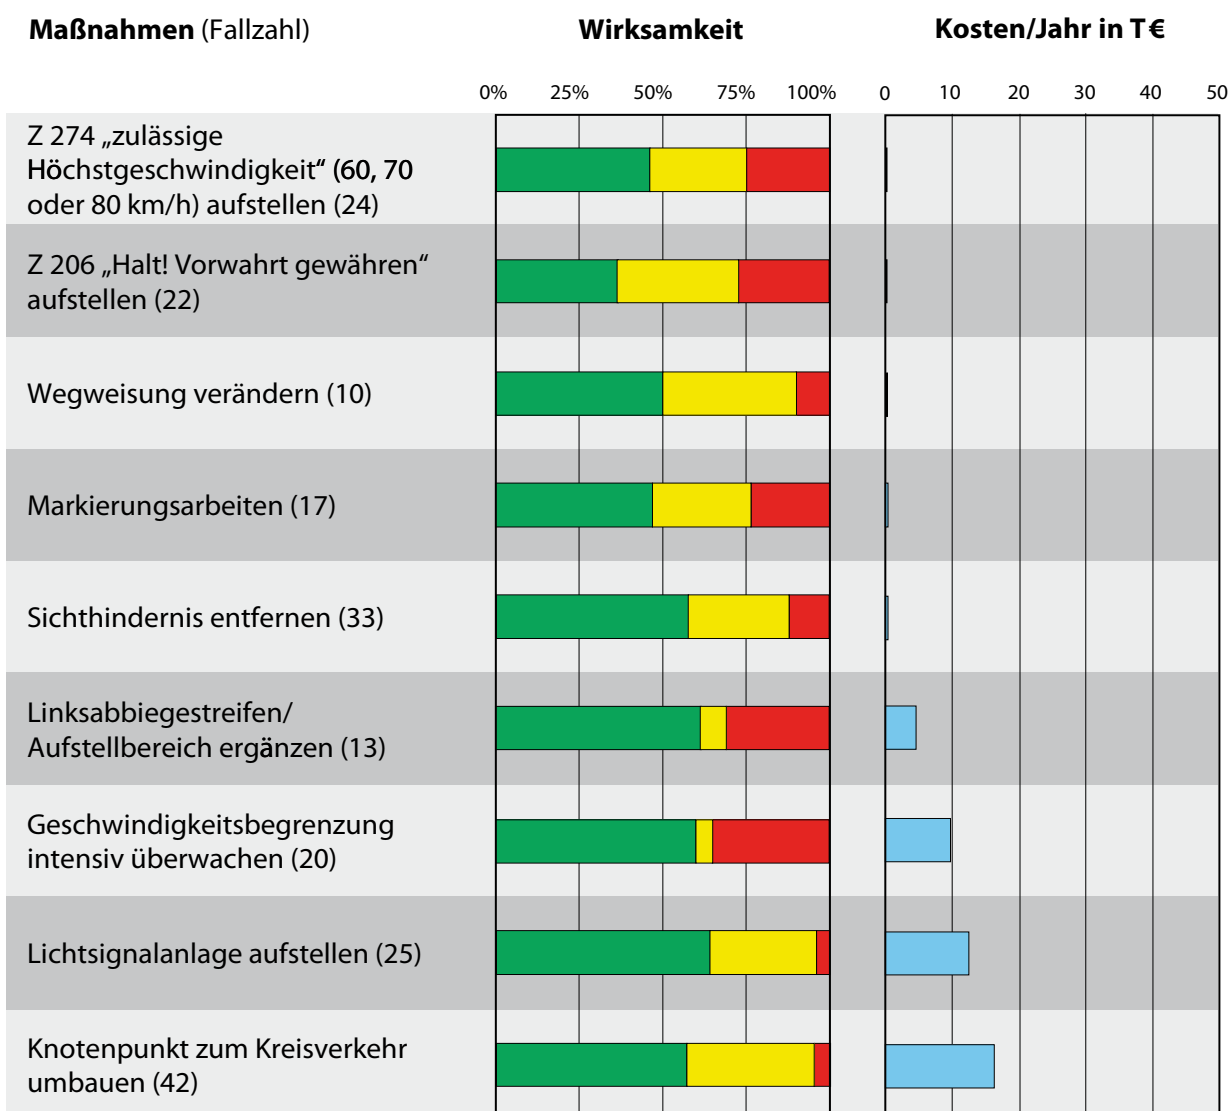 Maßnahmen (Fallzahl) Wirksamkeit Kosten/Jahr in T€
0% 25% 50% 75% 100% 0 10 20 30 40 50
Z 274 „zulässige
Höchstgeschwindigkeit“ (60, 70
oder 80 km/h) aufstellen (24)
Z 206 „Halt! Vorwahrt gewähren“
aufstellen (22)
Wegweisung verändern (10)
Markierungsarbeiten (17)
Sichthindernis entfernen (33)
Linksabbiegestreifen/
Aufstellbereich ergänzen (13)
Geschwindigkeitsbegrenzung
intensiv überwachen (20)
Lichtsignalanlage aufstellen (25)
Knotenpunkt zum Kreisverkehr
umbauen (42)